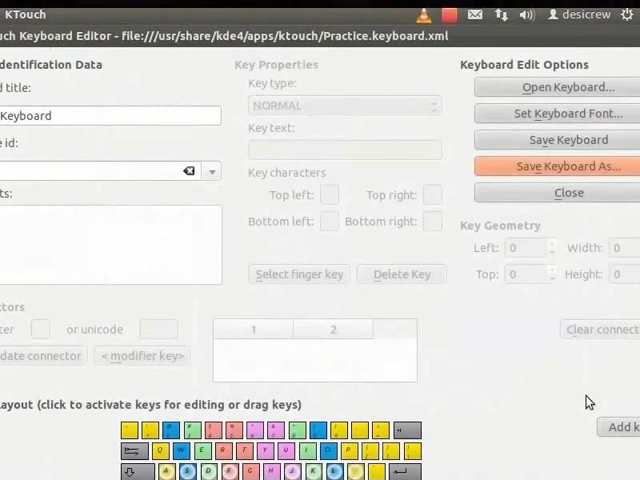 KTouch
desicrew
ouch Keyboard Editor - file:///usr/share/kde4/apps/ktouch/Practice.keyboard.xml
dentification Data
Key Properties
Keyboard Edit Options
d title:
Key type:
Open Keyboard...
Keyboard
NORMAL
Set Keyboard Font...
e id:
Key text:
Save Keyboard
Key characters
Save Keyboard As...
ts:
Top left:
Top right:
Close
Bottom left:
Bottom right:
Key Geometry
Left: 0
Width: 0
Select finger key
Delete Key
Top: 0
Height: 0
ctors
ter
or unicode
1
2
Clear connect
date connector
< modifier key>
ayout (click to activate keys for editing or drag keys)
Add k
Q W E R T Y U I O P
A S D F G H J K L